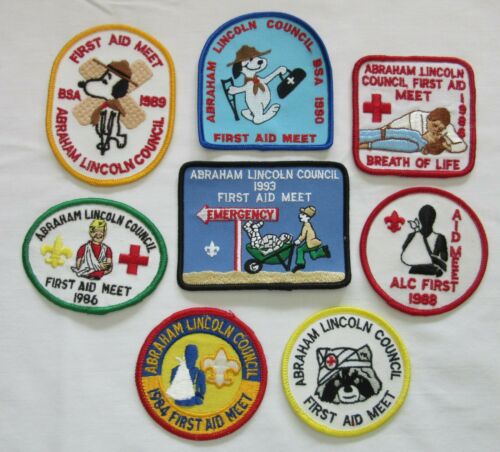 FIRST AID MEET
BSA 1989
ABRAHAM LINCOLN COUNCIL
ABRAHAM LINCOLN COUNCIL BSA 1990
FIRST AID MEET
ABRAHAM LINCOLN
COUNCIL FIRST AID
MEET
BREATH OF LIFE
ABRAHAM LINCOLN COUNCIL
FIRST AID MEET
1986
ABRAHAM LINCOLN COUNCIL
1993
FIRST AID MEET
EMERGENCY
AID MEET
ALC FIRST
1988
ABRAHAM LINCOLN COUNCIL
1984 FIRST AID MEET
ABRAHAM LINCOLN COUNCIL
FIRST AID MEET